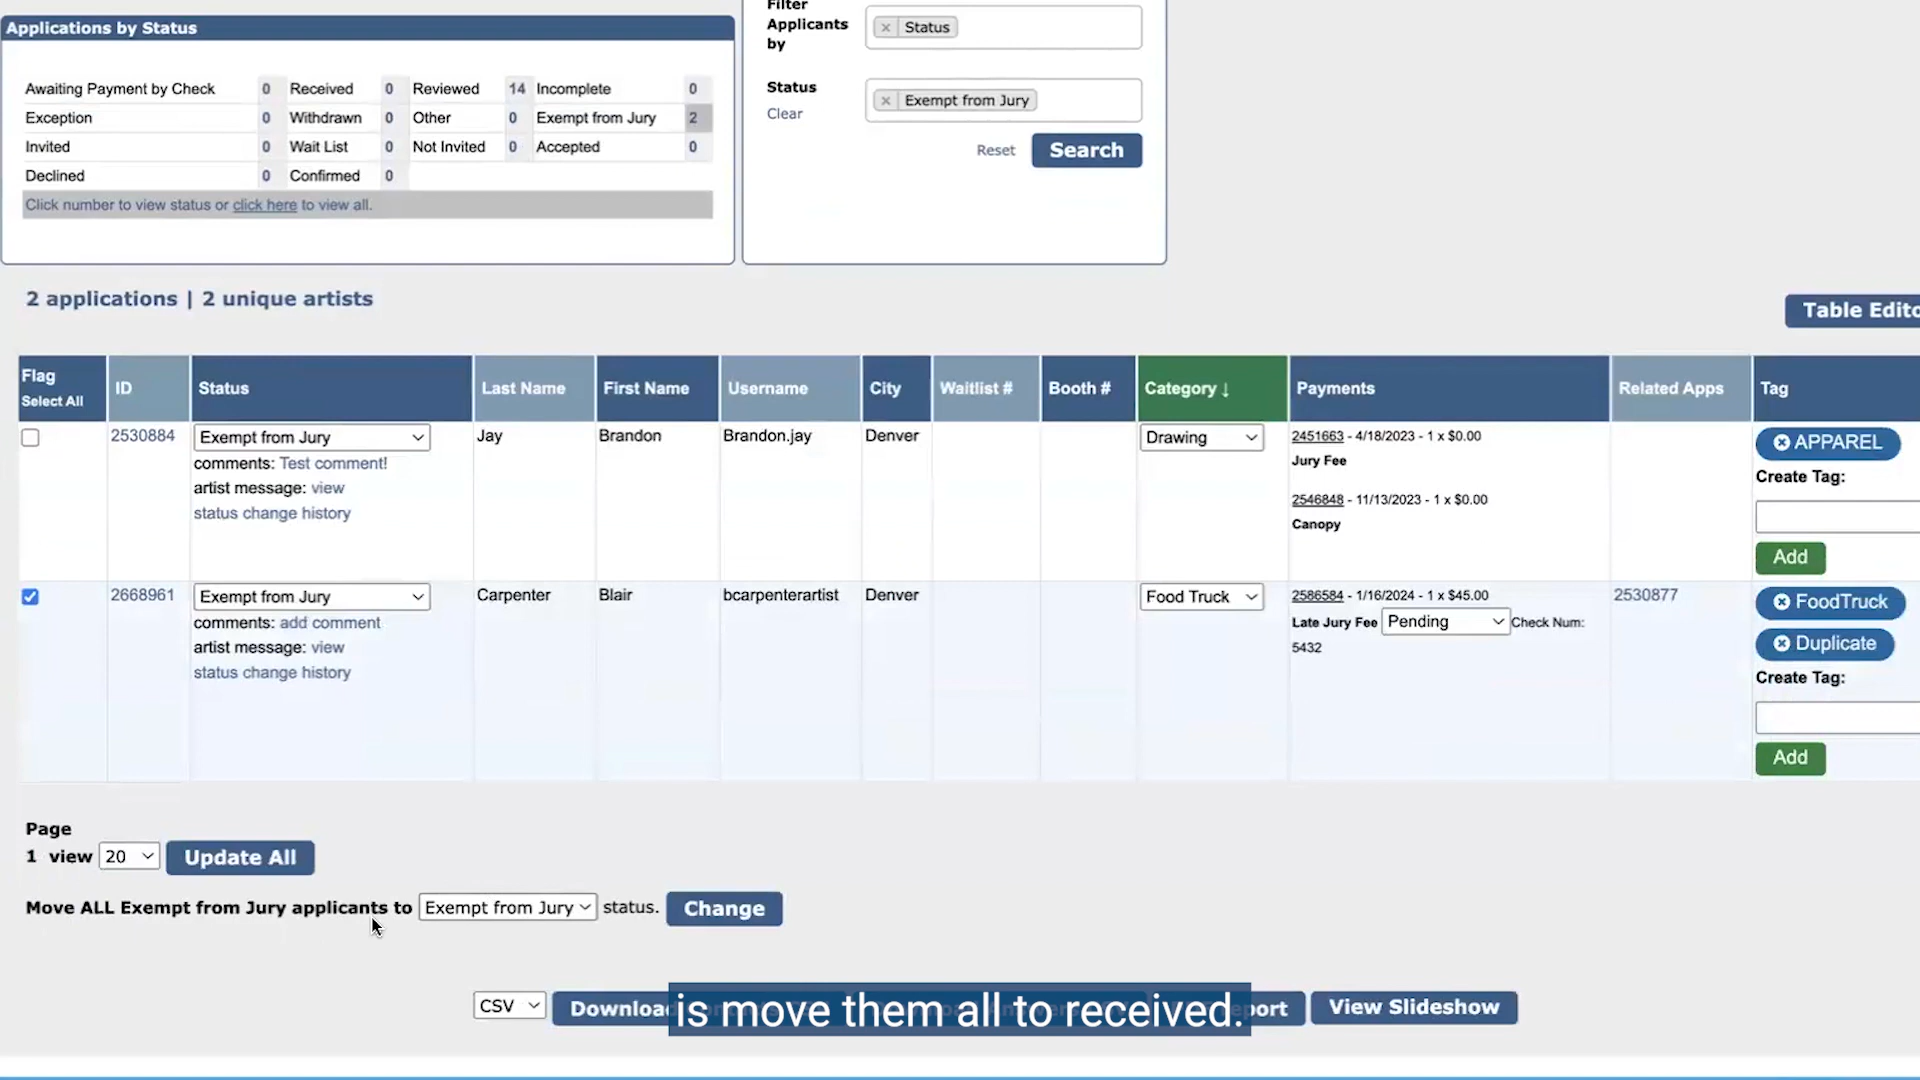 Applications by Status
Awaiting Payment by Check 0 Received 0 Reviewed 14 Incomplete 0
Exception 0 Withdrawn 0 Other 0 Exempt from Jury 2
Invited 0 Wait List 0 Not Invited 0 Accepted 0
Declined 0 Confirmed 0
Click number to view status or click here to view all.
Filter
Applicants
by
× Status
Status
Clear
× Exempt from Jury
Reset Search
2 applications | 2 unique artists
Table Edito
Flag
Select All
ID Status Last Name First Name Username City Waitlist # Booth # Category ↓ Payments Related Apps Tag
2530884 Exempt from Jury Jay Brandon Brandon.jay Denver Drawing 2451663 - 4/18/2023 - 1 x $0.00 APPAREL
comments: Test comment! Jury Fee Create Tag:
artist message: view 2546848 - 11/13/2023 - 1 x $0.00
status change history Canopy
Add
2668961 Exempt from Jury Carpenter Blair bcarpenterartist Denver Food Truck 2586584 - 1/16/2024 - 1 x $45.00 2530877 FoodTruck
comments: add comment Late Jury Fee Pending Check Num:
artist message: view 5432 Duplicate
status change history Create Tag:
Add
Page
1 view 20 Update All
Move ALL Exempt from Jury applicants to Exempt from Jury status. Change
CSV Download port View Slideshow
is move them all to received.